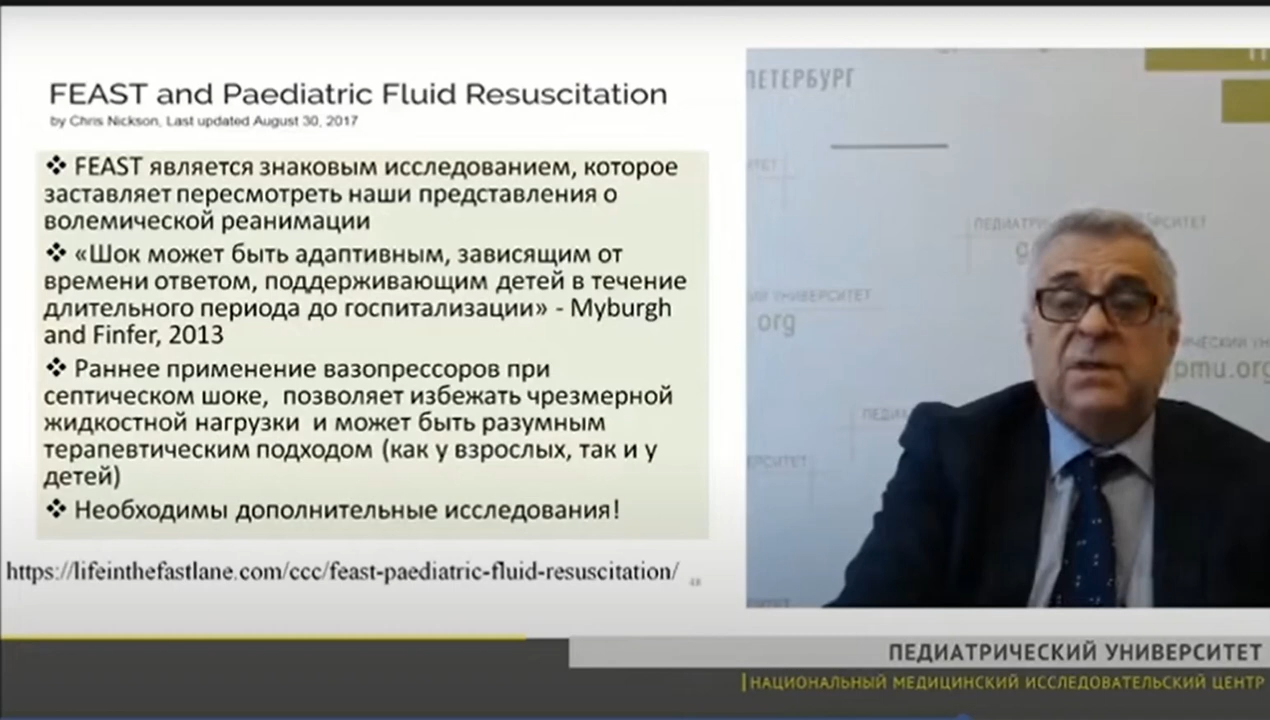 FEAST and Paediatric Fluid Resuscitation
by Chris Nickson, Last updated August 30, 2017
❖ FEAST является знаковым исследованием, которое
заставляет пересмотреть наши представления о
волемической реанимации
❖ «Шок может быть адаптивным, зависящим от
времени ответом, поддерживающим детей в течение
длительного периода до госпитализации» - Myburgh
and Finfer, 2013
❖ Раннее применение вазопрессоров при
септическом шоке, позволяет избежать чрезмерной
жидкостной нагрузки и может быть разумным
терапевтическим подходом (как у взрослых, так и у
детей)
❖ Необходимы дополнительные исследования!
https://lifeinthefastlane.com/ccc/feast-paediatric-fluid-resuscitation/
ПЕТЕРБУРГ
УНИВЕРСИТЕТ
org
pmu.org
ПЕДИАТРИЧЕСКИЙ УНИВЕРСИТЕТ
НАЦИОНАЛЬНЫЙ МЕДИЦИНСКИЙ ИССЛЕДОВАТЕЛЬСКИЙ ЦЕНТР